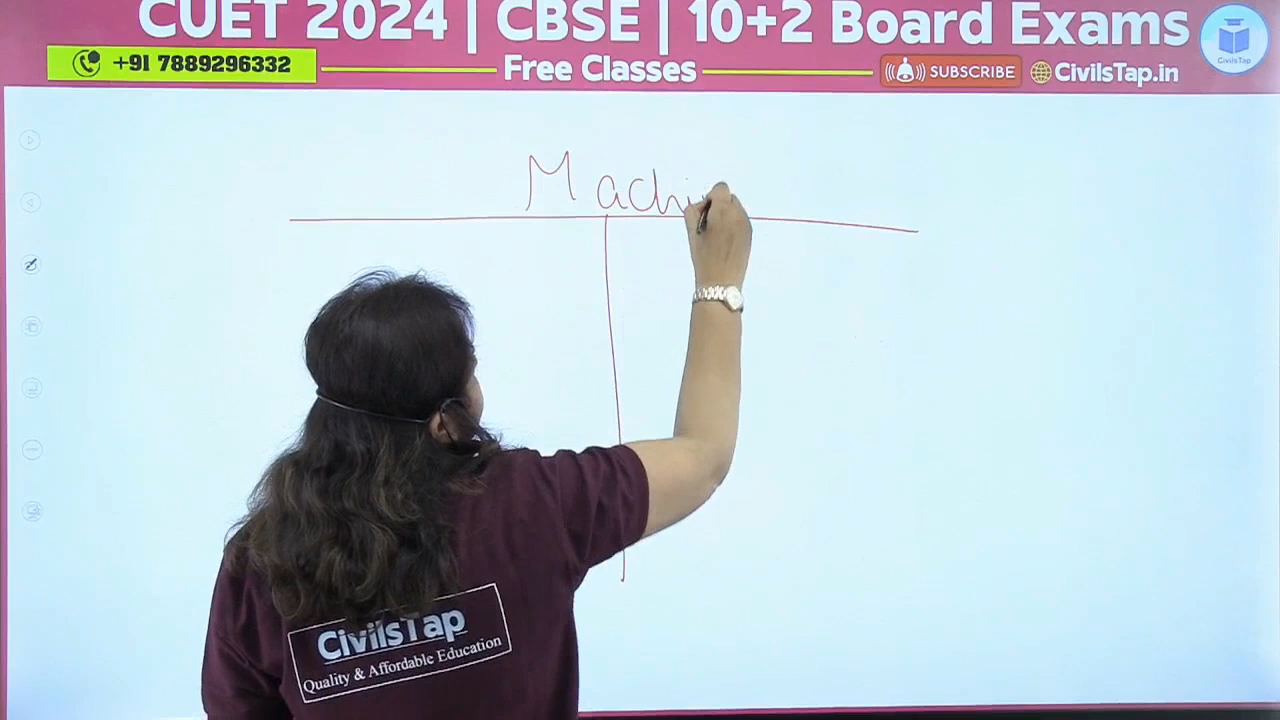 CUET 2024 | CBSE | 10+2 Board Exams
+91 7889296332
Free Classes
SUBSCRIBE
CivilsTap.in
CivilsTap
Machi
CivilsTap
Quality & Affordable Education